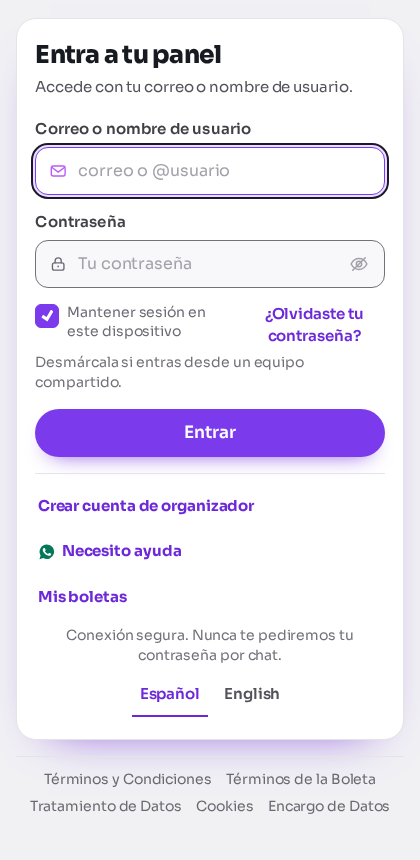 Entra a tu panel
Accede con tu correo o nombre de usuario.
Correo o nombre de usuario
correo o @usuario
Contraseña
Tu contraseña
Mantener sesión en
este dispositivo
¿Olvidaste tu
contraseña?
Desmárcala si entras desde un equipo
compartido.
Entrar
Crear cuenta de organizador
Necesito ayuda
Mis boletas
Conexión segura. Nunca te pediremos tu
contraseña por chat.
Español English
Términos y Condiciones Términos de la Boleta
Tratamiento de Datos Cookies Encargo de Datos